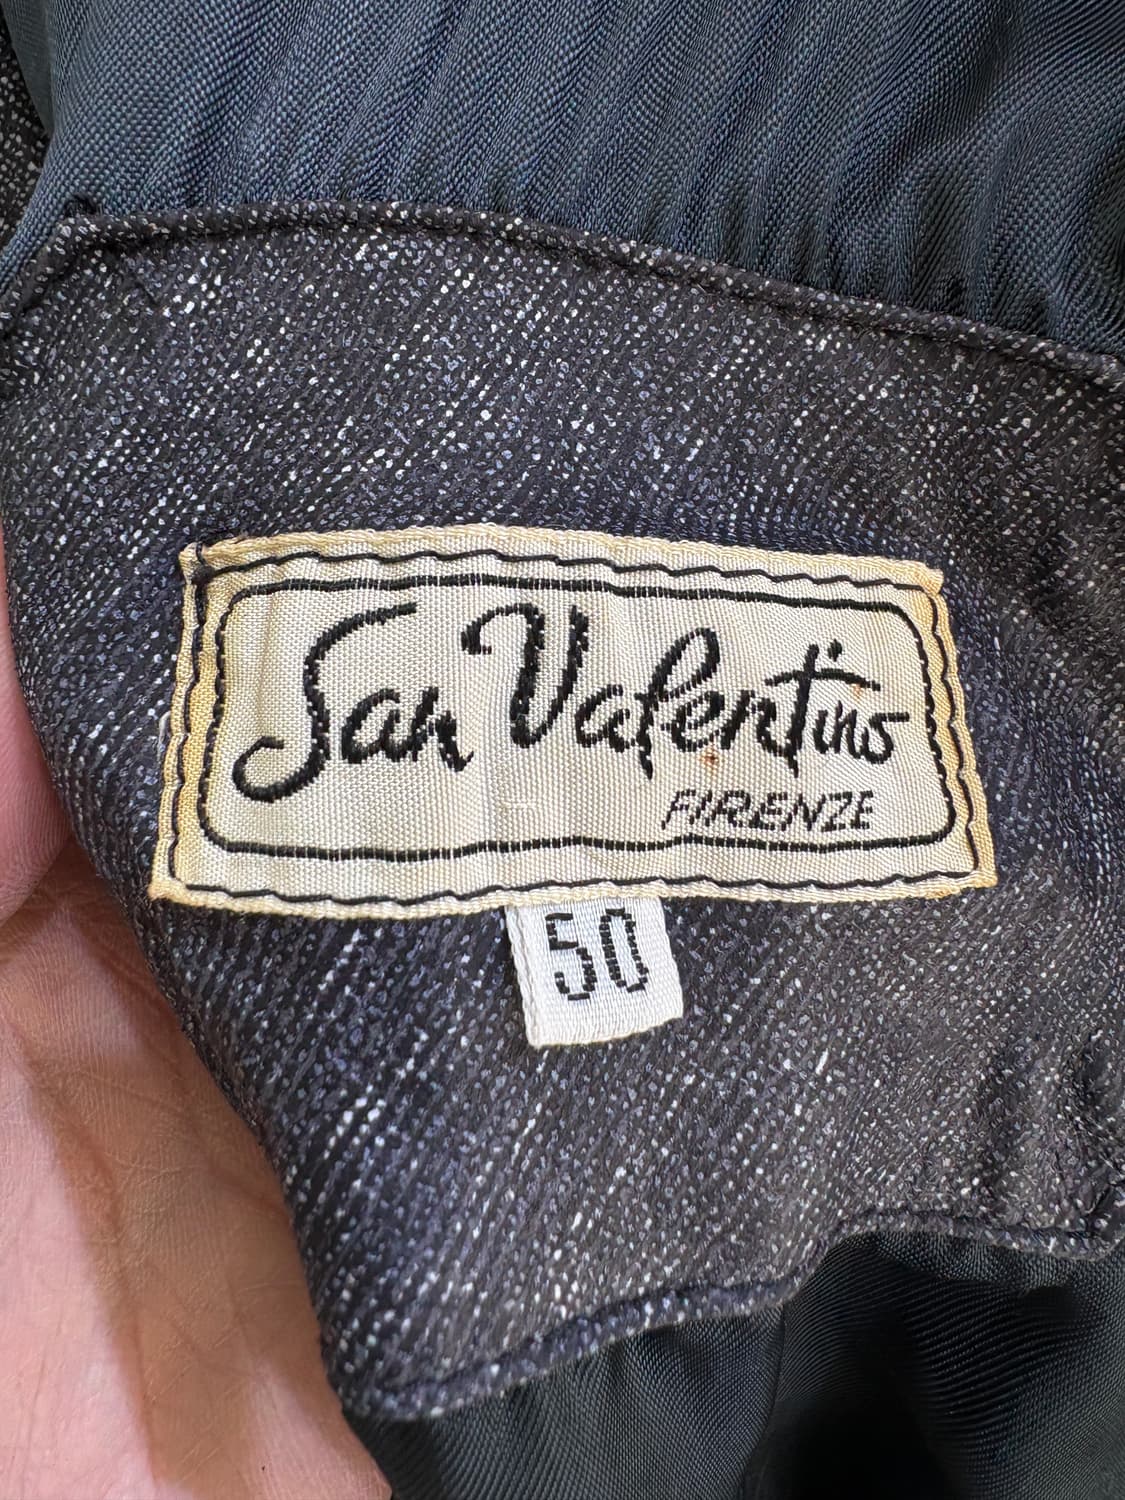 San Valentino
FIRENZE
50